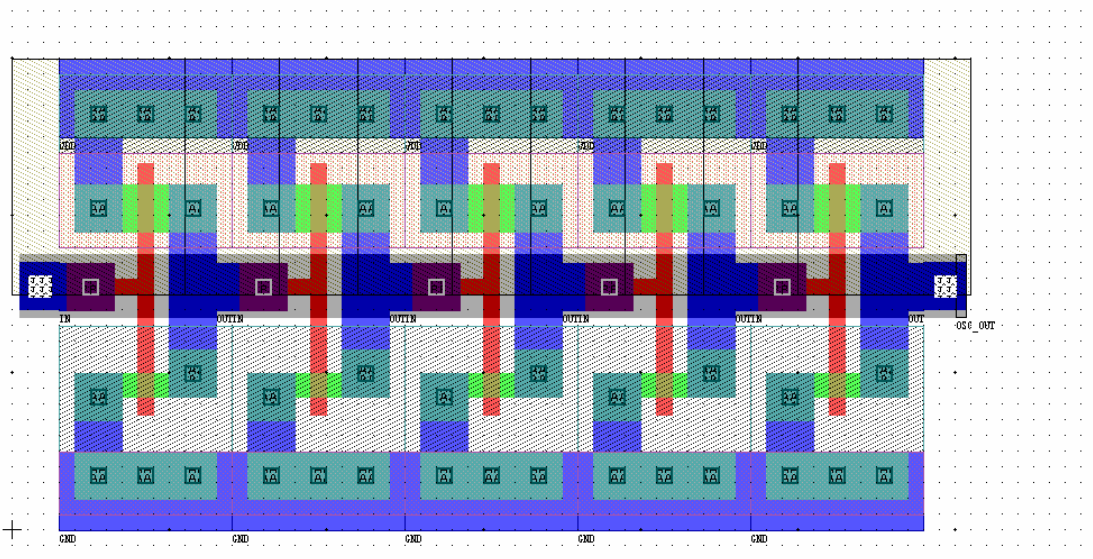 VDD VDD VDD VDD VDD
IN OUTIN OUTIN OUTIN OUTIN OUT
OSC_OUT
GND GND GND GND GND